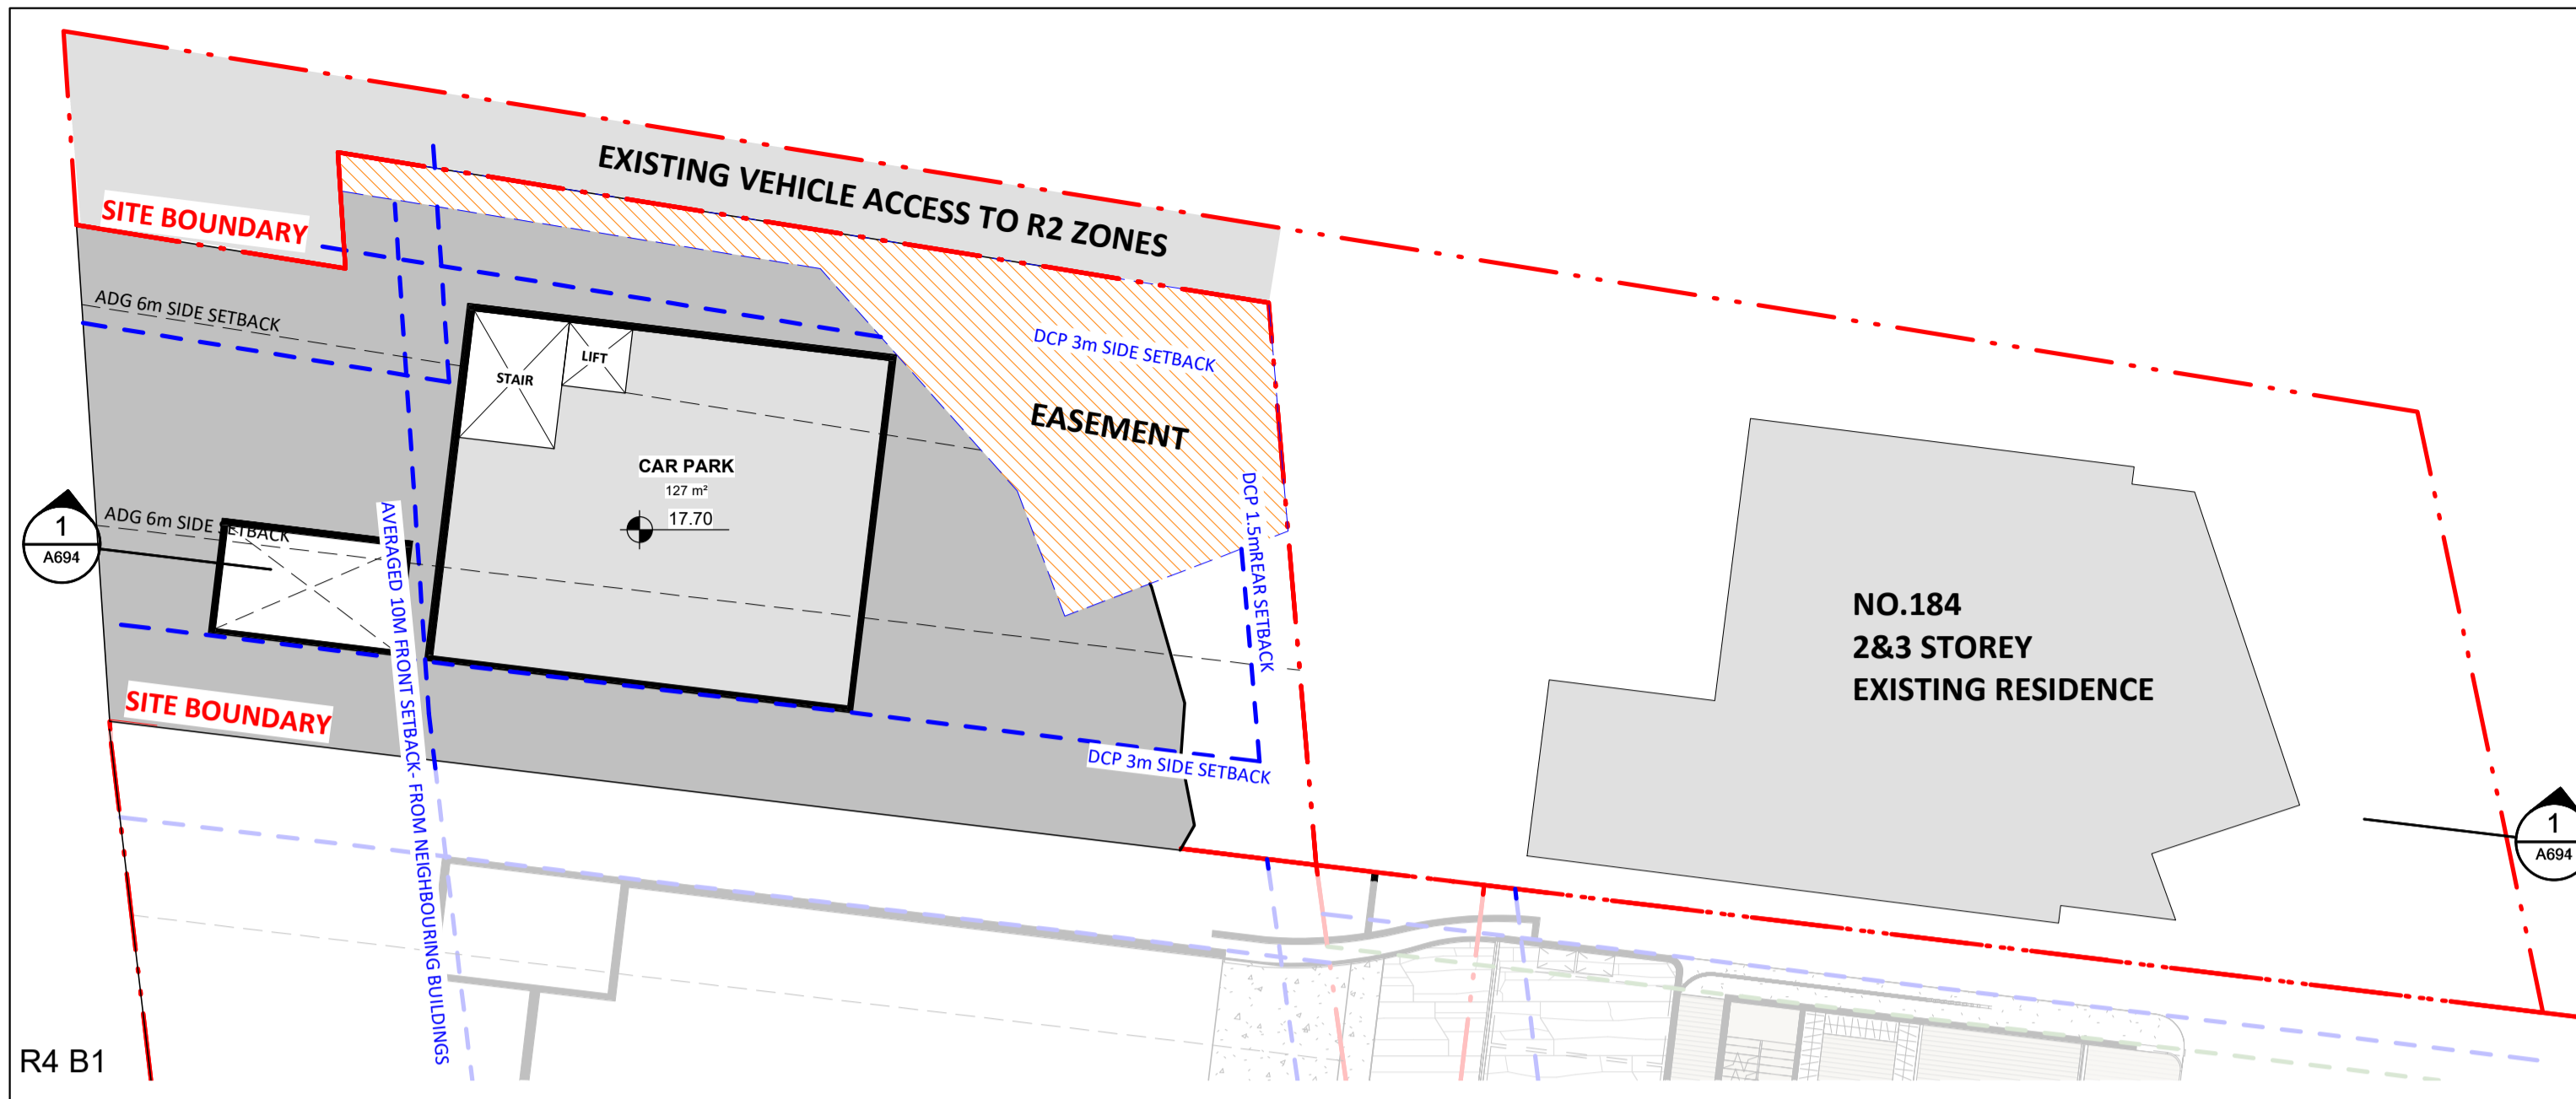 EXISTING VEHICLE ACCESS TO R2 ZONES
SITE BOUNDARY
ADG 6m SIDE SETBACK
DCP 3m SIDE SETBACK
LIFT
STAIR
EASEMENT
CAR PARK
127 m²
17.70
DCP 1.5mREAR SETBACK
ADG 6m SIDE SETBACK
1
A694
AVERAGED 10M FRONT SETBACK- FROM NEIGHBOURING BUILDINGS
NO.184
2&3 STOREY
EXISTING RESIDENCE
SITE BOUNDARY
DCP 3m SIDE SETBACK
1
A694
R4 B1